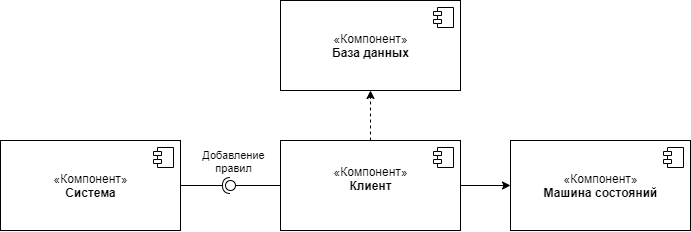 «Компонент»
База данных
«Компонент»
Система
Добавление
правил
«Компонент»
Клиент
«Компонент»
Машина состояний